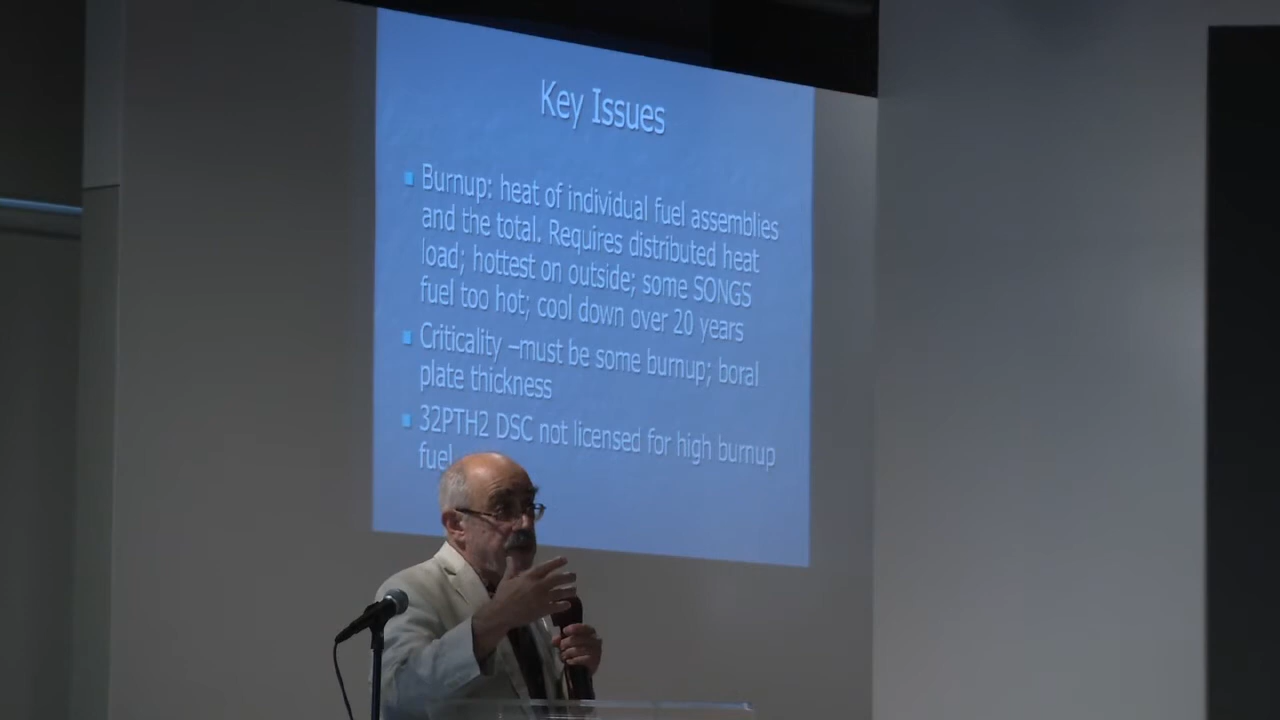 Key Issues
Burnup: heat of individual fuel assemblies
and the total. Requires distributed heat
load; hottest on outside; some SONGS
fuel too hot; cool down over 20 years
Criticality –must be some burnup; boral
plate thickness
32PTH2 DSC not licensed for high burnup
fuel